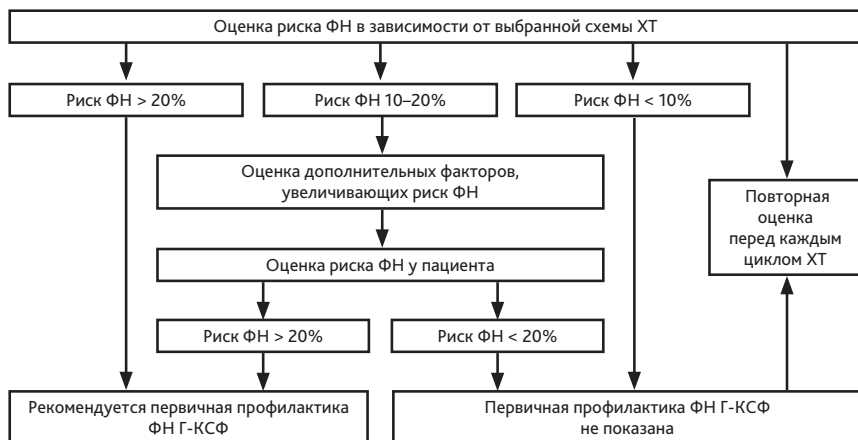 Оценка риска ФН в зависимости от выбранной схемы ХТ
Риск ФН > 20%
Риск ФН 10–20%
Риск ФН < 10%
Оценка дополнительных факторов,
увеличивающих риск ФН
Повторная
оценка
перед каждым
циклом ХТ
Оценка риска ФН у пациента
Риск ФН > 20%
Риск ФН < 20%
Рекомендуется первичная профилактика
ФН Г-КСФ
Первичная профилактика ФН Г-КСФ
не показана